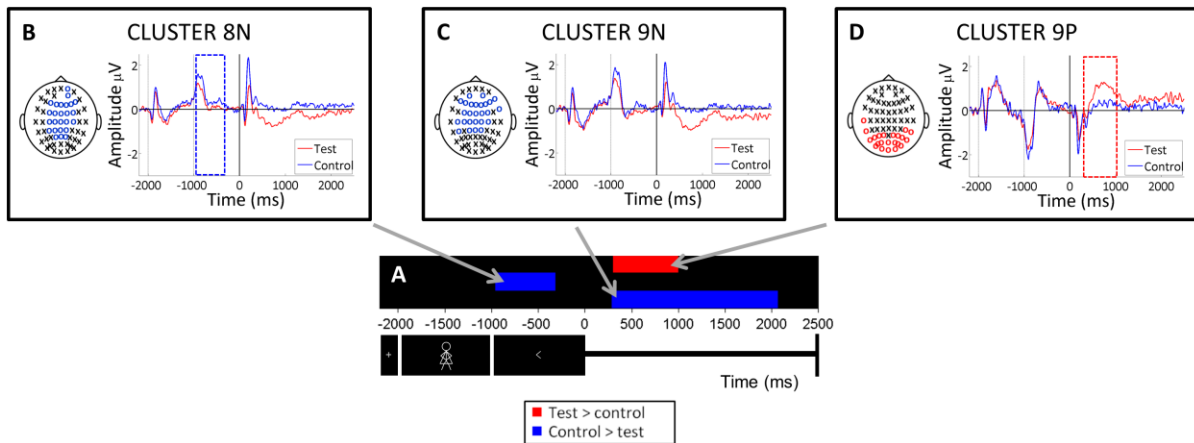 B CLUSTER 8N
2
0
-2
Amplitude µV
Test
Control
-2000 -1000 0 1000 2000
Time (ms)
C CLUSTER 9N
2
0
-2
Amplitude µV
Test
Control
-2000 -1000 0 1000 2000
Time (ms)
D CLUSTER 9P
2
0
-2
Amplitude µV
Test
Control
-2000 -1000 0 1000 2000
Time (ms)
A
-2000 -1500 -1000 -500 0 500 1000 1500 2000 2500
+ <
Time (ms)
Test > control
Control > test